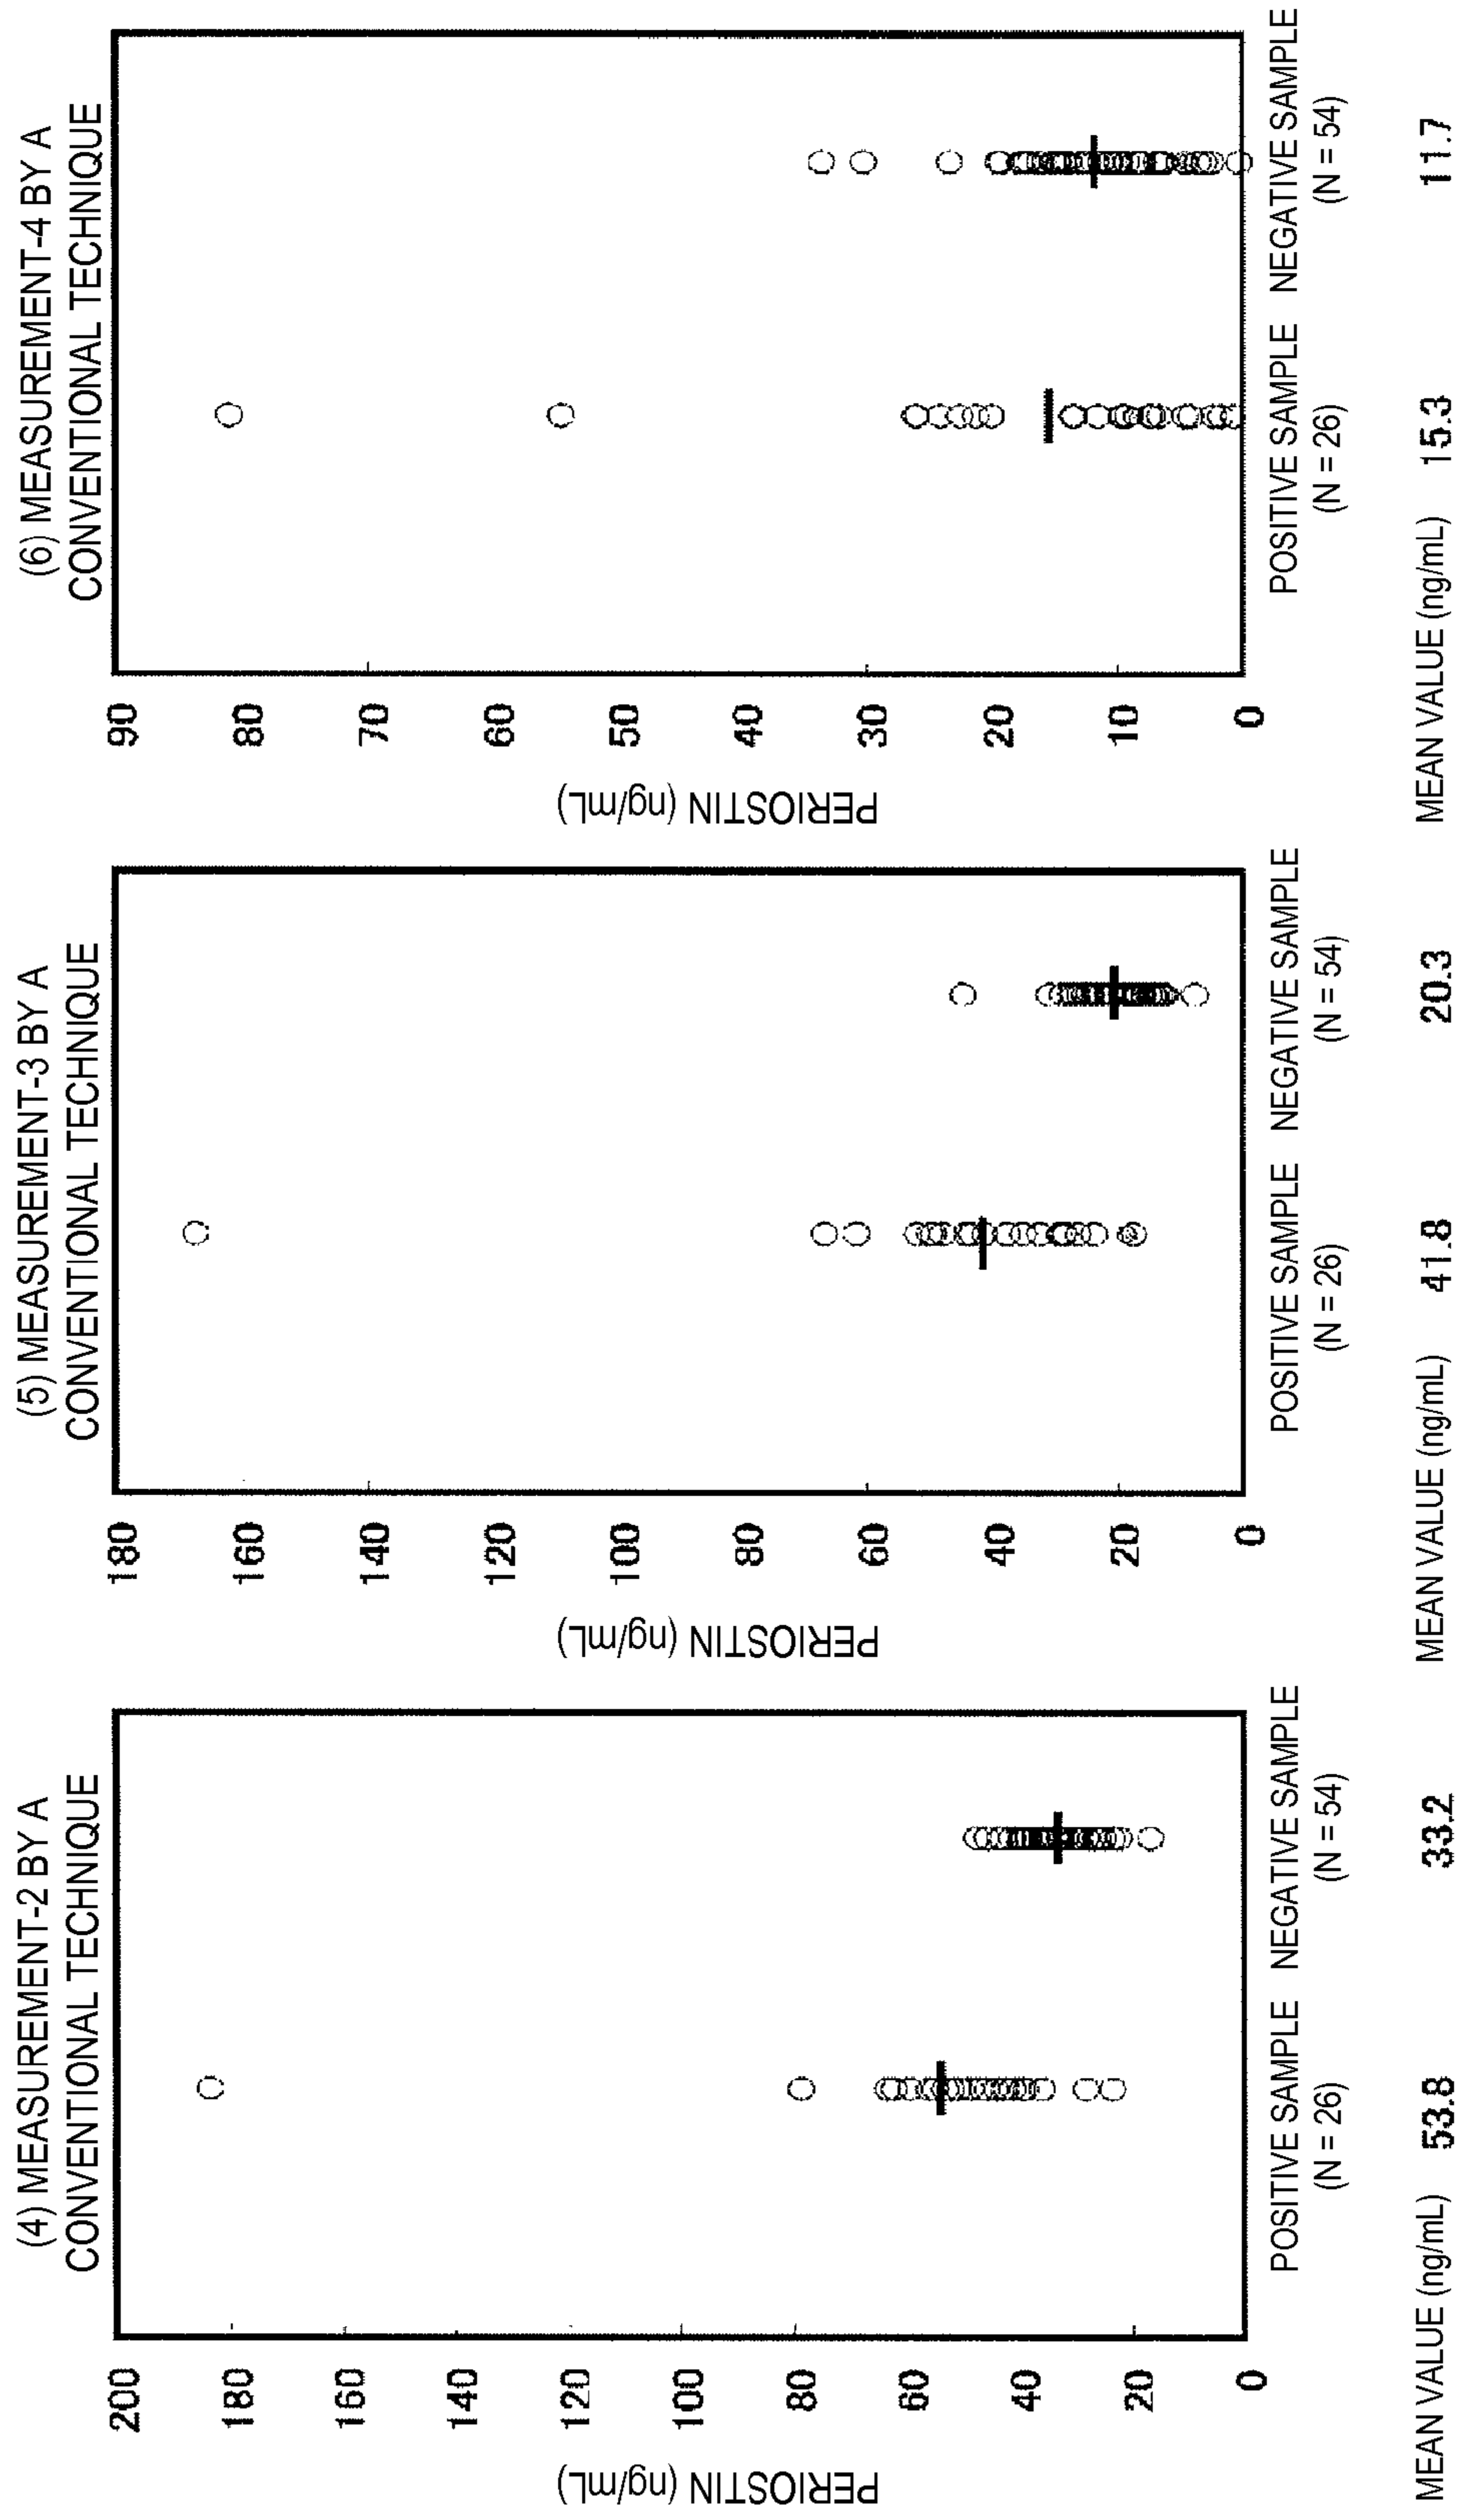 (4) MEASUREMENT-2 BY A
CONVENTIONAL TECHNIQUE
PERIOSTIN (ng/mL)
200
180
160
140
120
100
80
60
40
20
0
POSITIVE SAMPLE NEGATIVE SAMPLE
(N = 26) (N = 54)
MEAN VALUE (ng/mL) 53.8 33.2
(5) MEASUREMENT-3 BY A
CONVENTIONAL TECHNIQUE
PERIOSTIN (ng/mL)
180
160
140
120
100
80
60
40
20
0
POSITIVE SAMPLE NEGATIVE SAMPLE
(N = 26) (N = 54)
MEAN VALUE (ng/mL) 41.8 20.3
(6) MEASUREMENT-4 BY A
CONVENTIONAL TECHNIQUE
PERIOSTIN (ng/mL)
90
80
70
60
50
40
30
20
10
0
POSITIVE SAMPLE NEGATIVE SAMPLE
(N = 26) (N = 54)
MEAN VALUE (ng/mL) 15.3 11.7